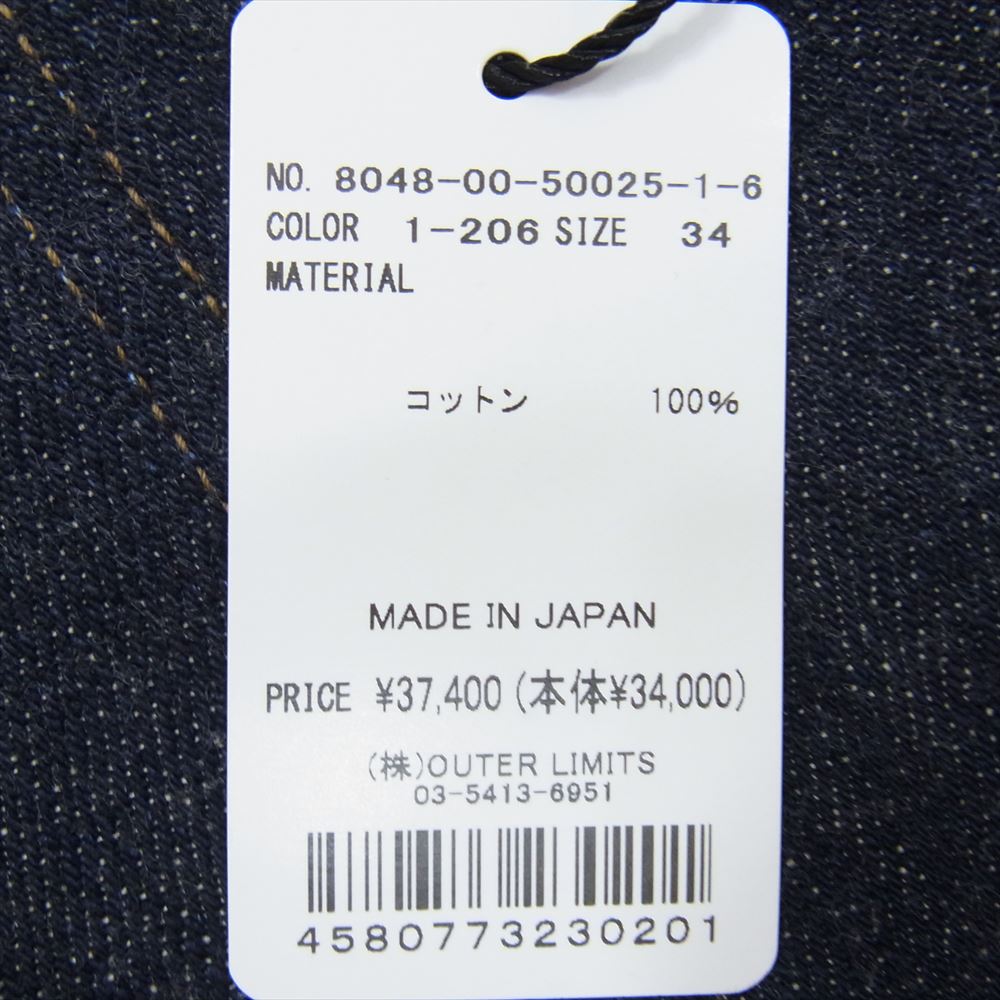 NO. 8048-00-50025-1-6
COLOR 1-206 SIZE 34
MATERIAL
コットン 100%
MADE IN JAPAN
PRICE ¥37,400 (本体¥34,000)
(株)OUTER LIMITS
03-5413-6951
4580773230201